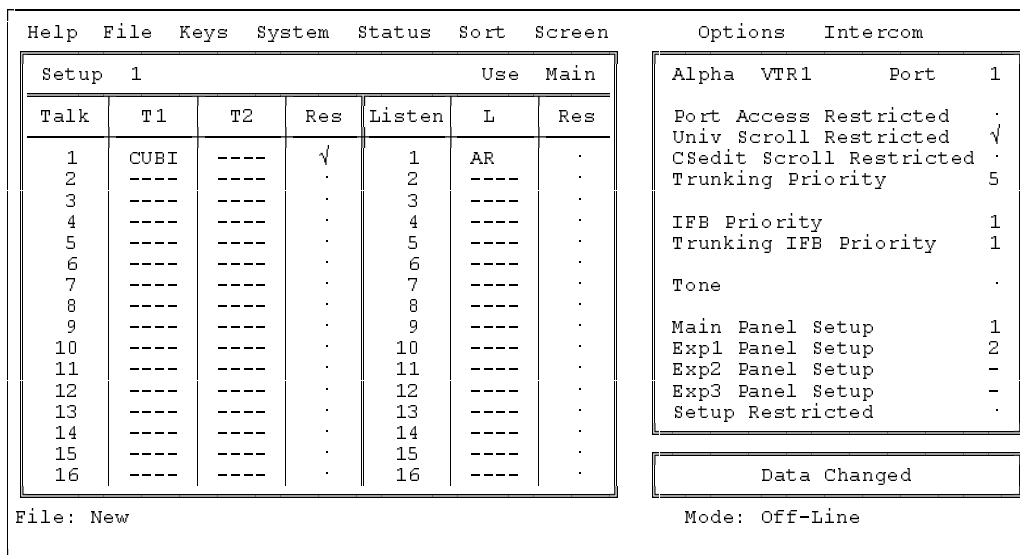 Help File Keys System Status Sort Screen Options Intercom
Setup 1 Use Main
Talk T1 T2 Res Listen L Res
1 CUBI ---- √ 1 AR ·
2 ---- ---- · 2 ---- ·
3 ---- ---- · 3 ---- ·
4 ---- ---- · 4 ---- ·
5 ---- ---- · 5 ---- ·
6 ---- ---- · 6 ---- ·
7 ---- ---- · 7 ---- ·
8 ---- ---- · 8 ---- ·
9 ---- ---- · 9 ---- ·
10 ---- ---- · 10 ---- ·
11 ---- ---- · 11 ---- ·
12 ---- ---- · 12 ---- ·
13 ---- ---- · 13 ---- ·
14 ---- ---- · 14 ---- ·
15 ---- ---- · 15 ---- ·
16 ---- ---- · 16 ---- ·
Alpha VTR1 Port 1
Port Access Restricted ·
Univ Scroll Restricted √
CSedit Scroll Restricted ·
Trunking Priority 5
IFB Priority 1
Trunking IFB Priority 1
Tone ·
Main Panel Setup 1
Exp1 Panel Setup 2
Exp2 Panel Setup -
Exp3 Panel Setup -
Setup Restricted ·
Data Changed
File: New Mode: Off-Line